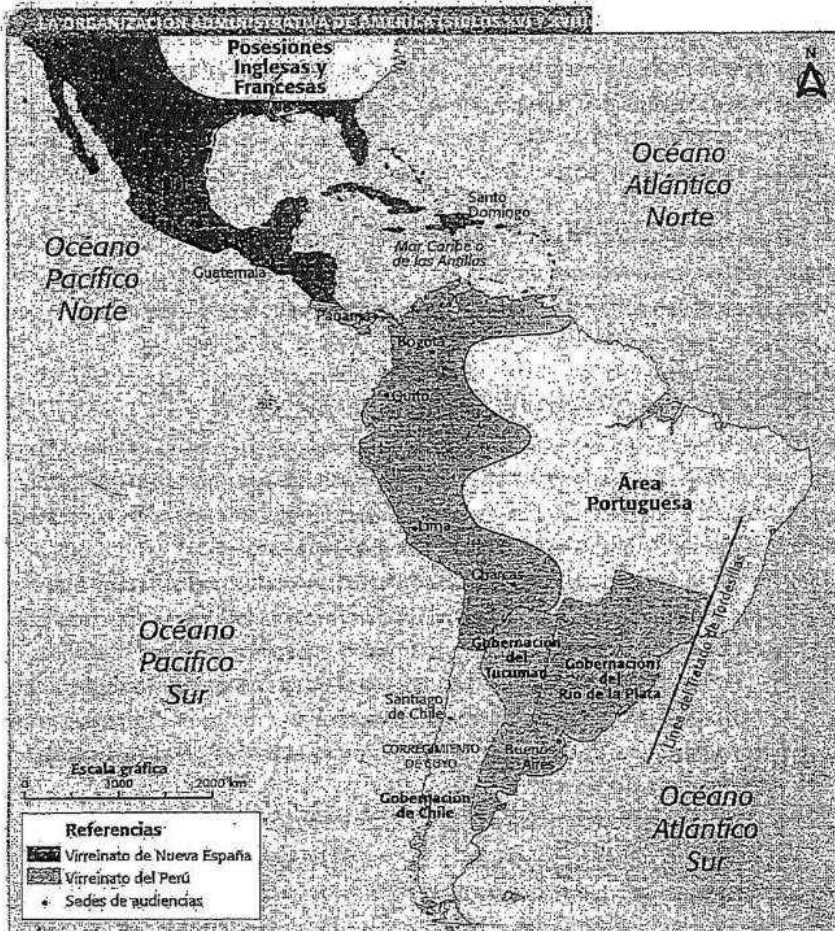 LA ORGANIZACIÓN ADMINISTRATIVA DE AMÉRICA (SIGLOS XVI Y XVII)
Posesiones
Inglesas y
Francesas
N
Océano
Atlántico
Norte
Santo
Domingo
Mar Caribe o
de las Antillas
Océano
Pacífico
Norte
Guatemala
Panamá
Bogotá
Quito
Área
Portuguesa
Lima
Charcas
Línea del Tratado de Tordesillas
Océano
Pacífico
Sur
Gobernación
del
Tucumán
Gobernación
del
Río de la Plata
Santiago
de Chile
CORREGIMIENTO
DE CUYO
Buenos
Aires
Gobernación
de Chile
Escala gráfica
0 1000 2000 km
Océano
Atlántico
Sur
Referencias
Virreinato de Nueva España
Virreinato del Perú
Sedes de audiencias